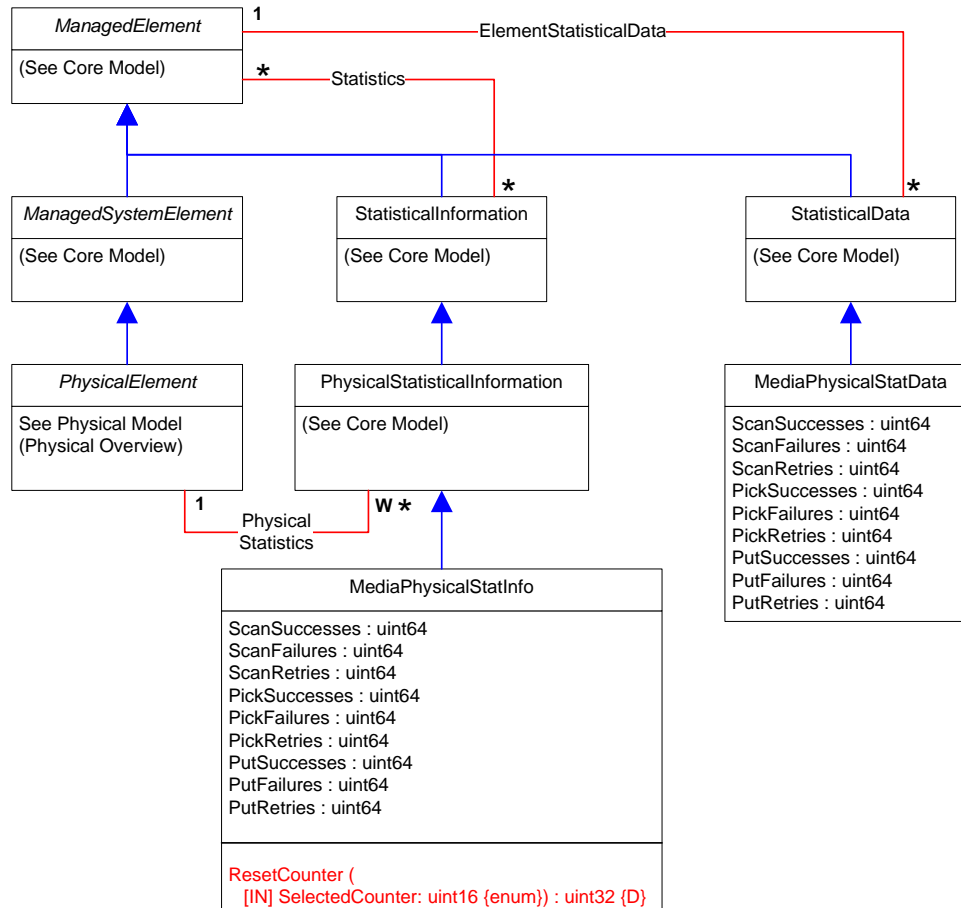 ManagedElement
(See Core Model)
1
ElementStatisticalData
*
Statistics
*
*
ManagedSystemElement
(See Core Model)
StatisticalInformation
(See Core Model)
StatisticalData
(See Core Model)
PhysicalElement
See Physical Model
(Physical Overview)
PhysicalStatisticalInformation
(See Core Model)
MediaPhysicalStatData
ScanSuccesses : uint64
ScanFailures : uint64
ScanRetries : uint64
PickSuccesses : uint64
PickFailures : uint64
PickRetries : uint64
PutSuccesses : uint64
PutFailures : uint64
PutRetries : uint64
1
Physical
Statistics
W *
MediaPhysicalStatInfo
ScanSuccesses : uint64
ScanFailures : uint64
ScanRetries : uint64
PickSuccesses : uint64
PickFailures : uint64
PickRetries : uint64
PutSuccesses : uint64
PutFailures : uint64
PutRetries : uint64
ResetCounter (
[IN] SelectedCounter: uint16 {enum}) : uint32 {D}